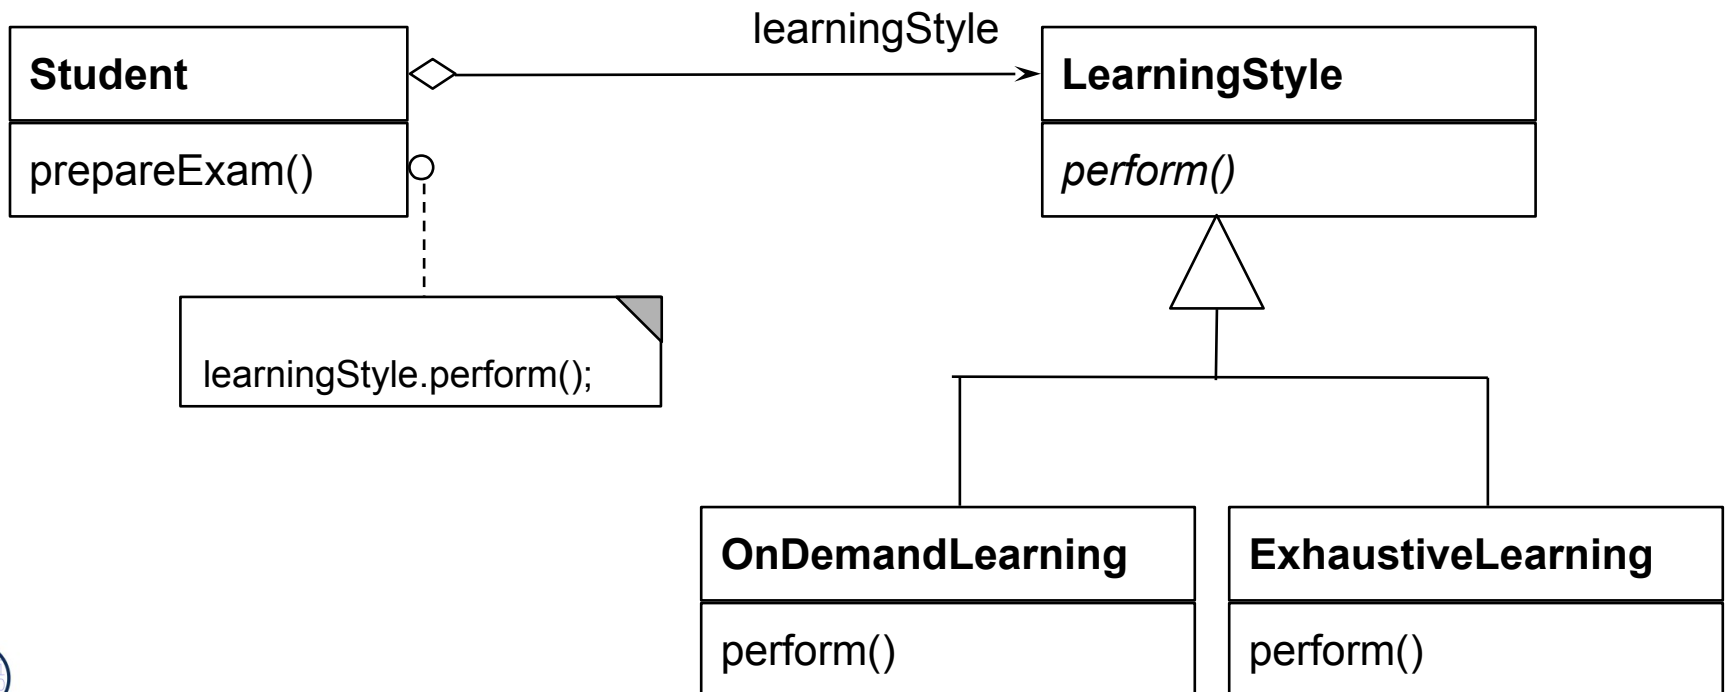 learningStyle
Student
LearningStyle
prepareExam()
perform()
learningStyle.perform();
OnDemandLearning
ExhaustiveLearning
perform()
perform()